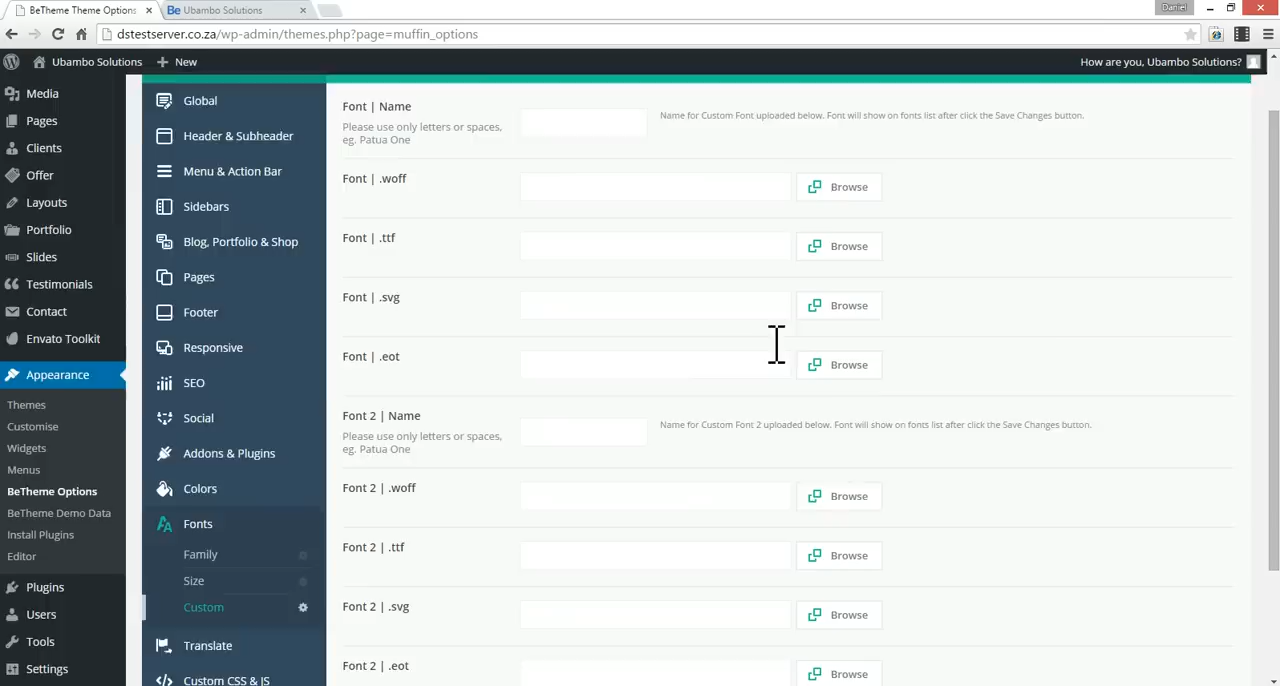 BeTheme Theme Options
Ubambo Solutions
Daniel
dstestserver.co.za/wp-admin/themes.php?page=muffin_options
Ubambo Solutions
New
How are you, Ubambo Solutions?
Media
Pages
Clients
Offer
Layouts
Portfolio
Slides
Testimonials
Contact
Envato Toolkit
Appearance
Themes
Customise
Widgets
Menus
BeTheme Options
BeTheme Demo Data
Install Plugins
Editor
Plugins
Users
Tools
Settings
Global
Header & Subheader
Menu & Action Bar
Sidebars
Blog, Portfolio & Shop
Pages
Footer
Responsive
SEO
Social
Addons & Plugins
Colors
Fonts
Family
Size
Custom
Translate
Custom CSS & JS
Font | Name
Please use only letters or spaces,
eg. Patua One
Name for Custom Font uploaded below. Font will show on fonts list after click the Save Changes button.
Font | .woff
Browse
Font | .ttf
Browse
Font | .svg
Browse
Font | .eot
Browse
Font 2 | Name
Please use only letters or spaces,
eg. Patua One
Name for Custom Font 2 uploaded below. Font will show on fonts list after click the Save Changes button.
Font 2 | .woff
Browse
Font 2 | .ttf
Browse
Font 2 | .svg
Browse
Font 2 | .eot
Browse